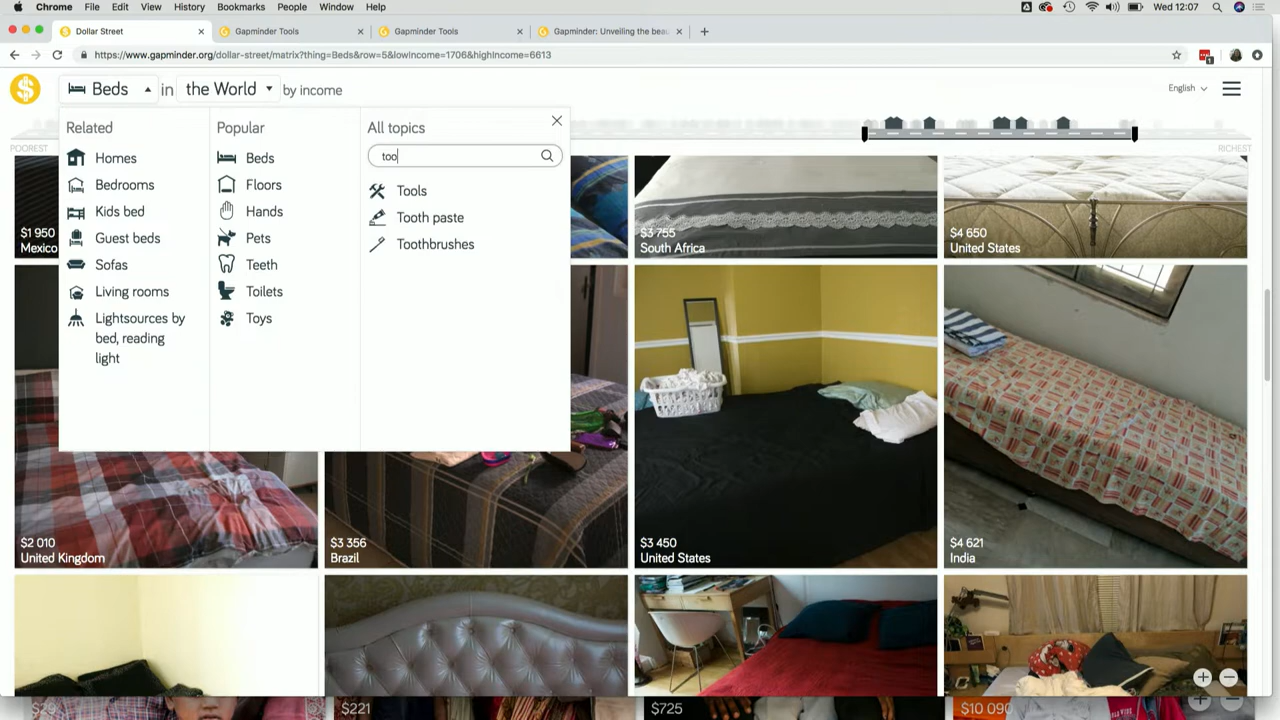 Chrome File Edit View History Bookmarks People Window Help
Wed 12:07
Dollar Street
Gapminder Tools
Gapminder Tools
Gapminder: Unveiling the beau
https://www.gapminder.org/dollar-street/matrix?thing=Beds&row=5&lowIncome=1706&highIncome=6613
1
$
Beds in the World by income
English
Related
Homes
Bedrooms
Kids bed
Guest beds
Sofas
Living rooms
Lightsources by
bed, reading
light
Popular
Beds
Floors
Hands
Pets
Teeth
Toilets
Toys
All topics
too
Tools
Tooth paste
Toothbrushes
POOREST
RICHEST
$1 950
Mexico
$3 755
South Africa
$4 650
United States
$2 010
United Kingdom
$3 356
Brazil
$3 450
United States
$4 621
India
$29
$221
$725
$10 090